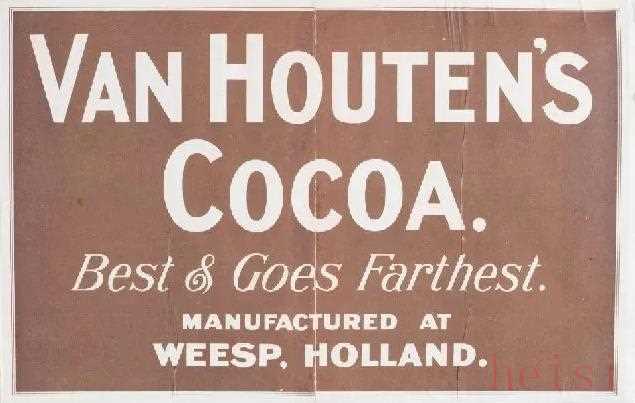 VAN HOUTEN'S
COCOA.
Best & Goes Farthest.
MANUFACTURED AT
WEESP, HOLLAND.